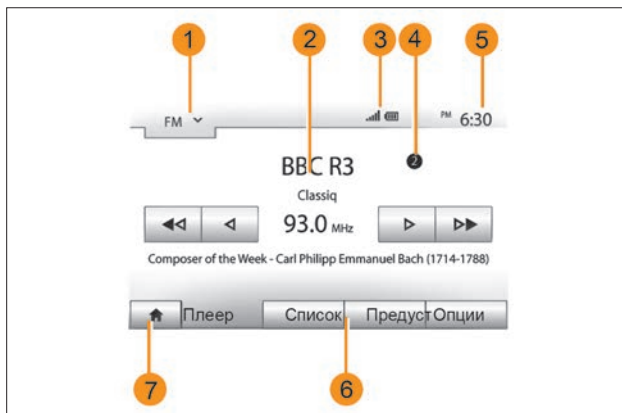 1 2 3 4 5
FM PM 6:30
BBC R3 2
Classiq
93.0 MHz
Composer of the Week - Carl Philipp Emmanuel Bach (1714-1788)
Плеер Список Предуст Опции
7 6